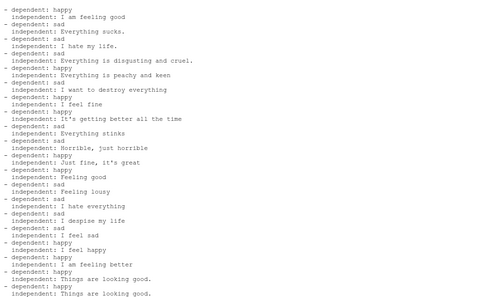 - dependent: happy
  independent: I am feeling good
- dependent: sad
  independent: Everything sucks.
- dependent: sad
  independent: I hate my life.
- dependent: sad
  independent: Everything is disgusting and cruel.
- dependent: happy
  independent: Everything is peachy and keen
- dependent: sad
  independent: I want to destroy everything
- dependent: happy
  independent: I feel fine
- dependent: happy
  independent: It's getting better all the time
- dependent: sad
  independent: Everything stinks
- dependent: sad
  independent: Horrible, just horrible
- dependent: happy
  independent: Just fine, it's great
- dependent: happy
  independent: Feeling good
- dependent: sad
  independent: Feeling lousy
- dependent: sad
  independent: I hate everything
- dependent: sad
  independent: I despise my life
- dependent: sad
  independent: I feel sad
- dependent: happy
  independent: I feel happy
- dependent: happy
  independent: I am feeling better
- dependent: happy
  independent: Things are looking good.
- dependent: happy
  independent: Things are looking good.